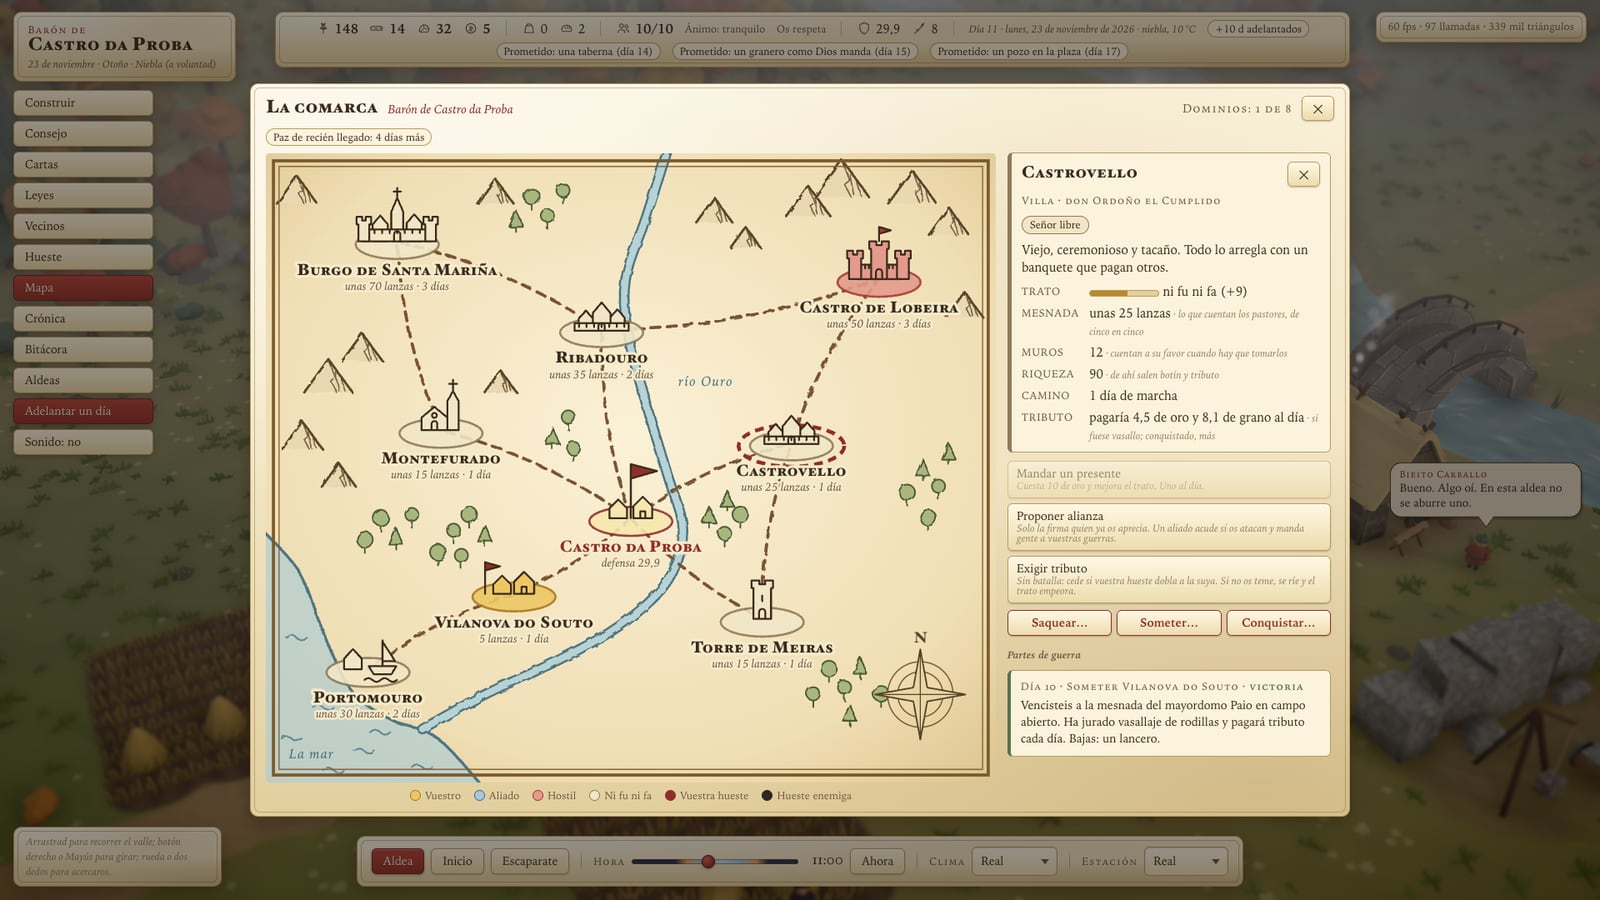 Barón de
Castro da Proba
23 de noviembre · Otoño · Niebla (a voluntad)
148 14 32 5 0 2 10/10 Ánimo: tranquilo Os respeta 29,9 8 Día 11 · lunes, 23 de noviembre de 2026 · niebla, 10 °C +10 d adelantados
Prometido: una taberna (día 14) Prometido: un granero como Dios manda (día 15) Prometido: un pozo en la plaza (día 17)
60 fps · 97 llamadas · 339 mil triángulos
Construir
Consejo
Cartas
Leyes
Vecinos
Hueste
Mapa
Crónica
Bitácora
Aldeas
Adelantar un día
Sonido: no
La comarca Barón de Castro da Proba
Dominios: 1 de 8
Paz de recién llegado: 4 días más
Burgo de Santa Mariña
unas 70 lanzas · 3 días
Castro de Lobeira
unas 50 lanzas · 3 días
Ribadouro
unas 35 lanzas · 2 días
río Ouro
Montefurado
unas 15 lanzas · 1 día
Castrovello
unas 25 lanzas · 1 día
Castro da Proba
defensa 29,9
Vilanova do Souto
5 lanzas · 1 día
Torre de Meiras
unas 15 lanzas · 1 día
N
Portomouro
unas 30 lanzas · 2 días
La mar
Vuestro Aliado Hostil Ni fu ni fa Vuestra hueste Hueste enemiga
Castrovello
Villa · don Ordoño el Cumplido
Señor libre
Viejo, ceremonioso y tacaño. Todo lo arregla con un
banquete que pagan otros.
Trato ni fu ni fa (+9)
Mesnada unas 25 lanzas · lo que cuentan los pastores, de
cinco en cinco
Muros 12 · cuentan a su favor cuando hay que tomarlos
Riqueza 90 · de ahí salen botín y tributo
Camino 1 día de marcha
Tributo pagaría 4,5 de oro y 8,1 de grano al día · si
fuese vasallo; conquistado, más
Mandar un presente
Cuesta 10 de oro y mejora el trato. Uno al día.
Proponer alianza
Solo la firma quien ya os aprecia. Un aliado acude si os atacan y manda
gente a vuestras guerras.
Exigir tributo
Sin batalla: cede si vuestra hueste dobla a la suya. Si no os teme, se ríe y el
trato empeora.
Saquear... Someter... Conquistar...
Partes de guerra
Día 10 · Someter Vilanova do Souto · victoria
Vencisteis a la mesnada del mayordomo Paio en campo
abierto. Ha jurado vasallaje de rodillas y pagará tributo
cada día. Bajas: un lancero.
Bieito Carballo
Bueno. Algo oí. En esta aldea no
se aburre uno.
Arrastrad para recorrer el valle; botón
derecho o Mayús para girar; rueda o dos
dedos para acercaros.
Aldea Inicio Escaparate Hora 11:00 Ahora Clima Real Estación Real